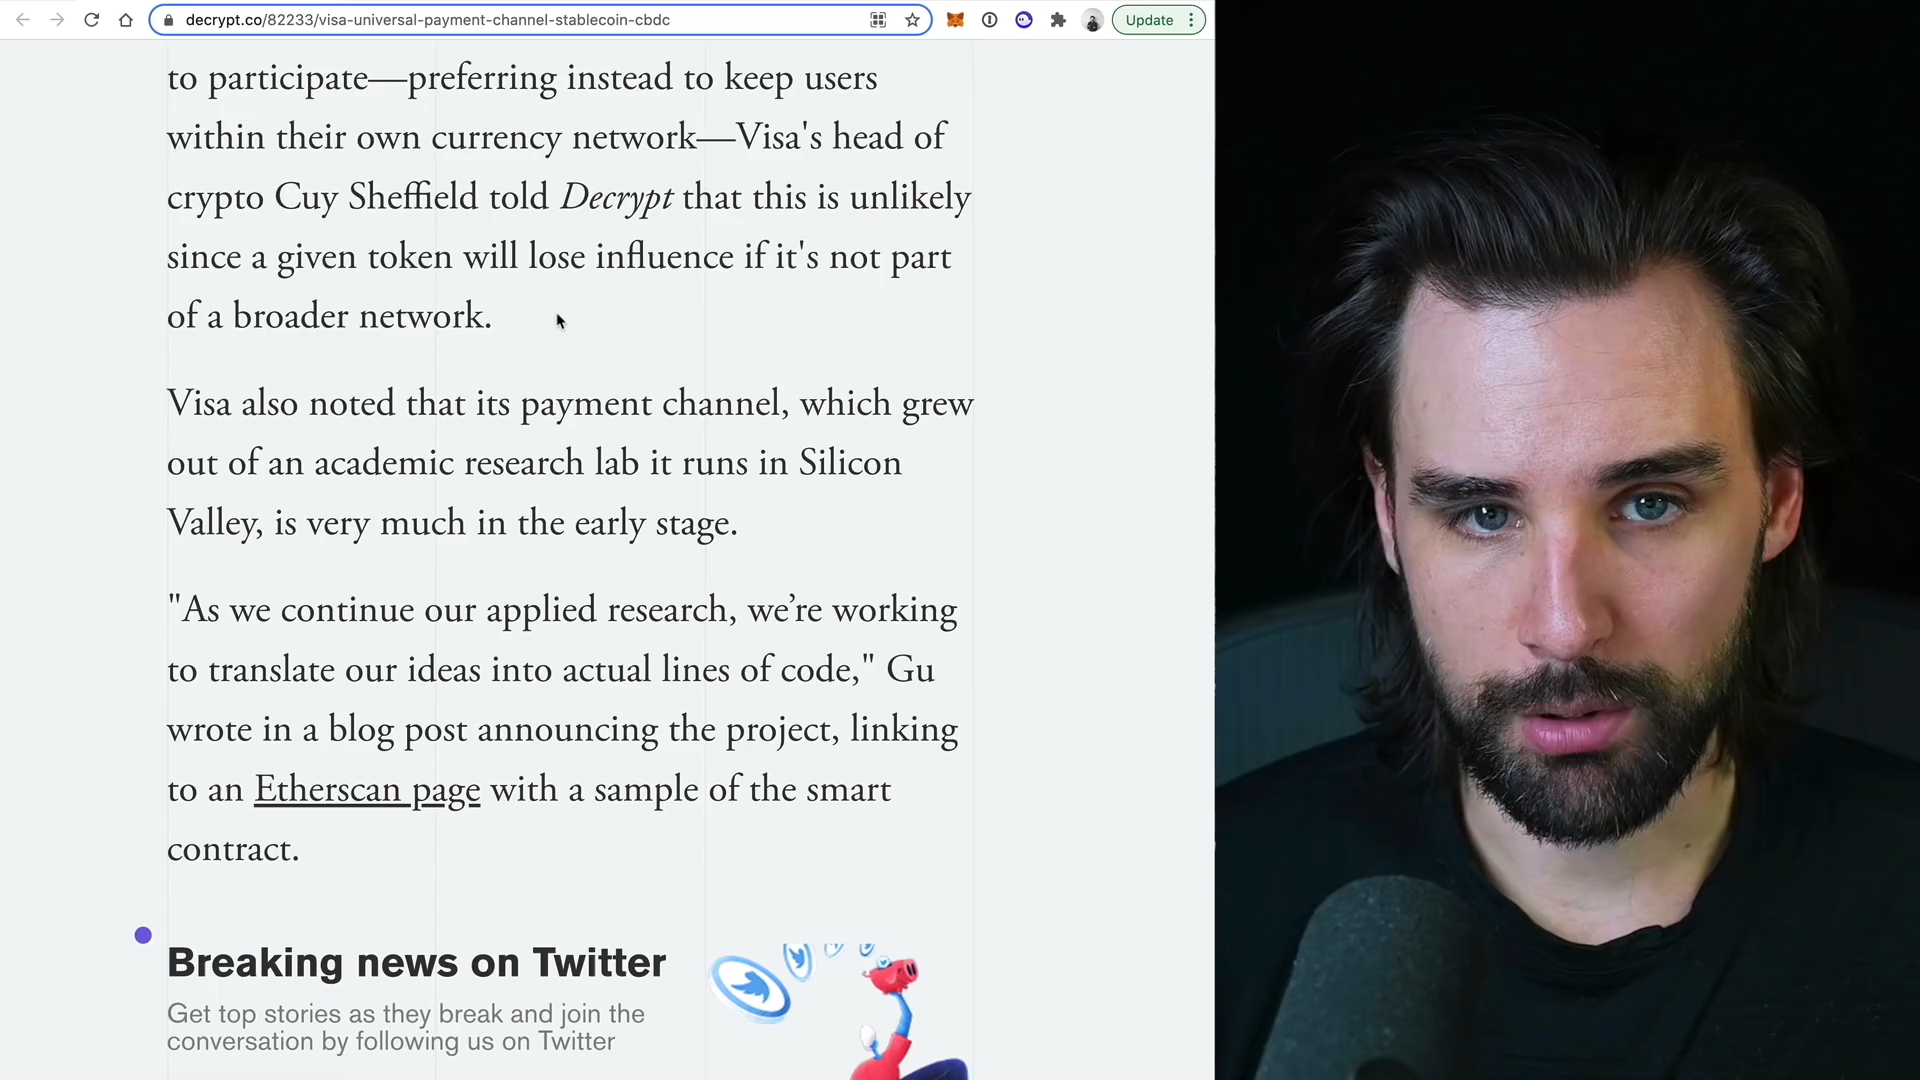 decrypt.co/82233/visa-universal-payment-channel-stablecoin-cbdc
Update
to participate—preferring instead to keep users
within their own currency network—Visa's head of
crypto Cuy Sheffield told Decrypt that this is unlikely
since a given token will lose influence if it's not part
of a broader network.
Visa also noted that its payment channel, which grew
out of an academic research lab it runs in Silicon
Valley, is very much in the early stage.
"As we continue our applied research, we’re working
to translate our ideas into actual lines of code," Gu
wrote in a blog post announcing the project, linking
to an Etherscan page with a sample of the smart
contract.
Breaking news on Twitter
Get top stories as they break and join the
conversation by following us on Twitter